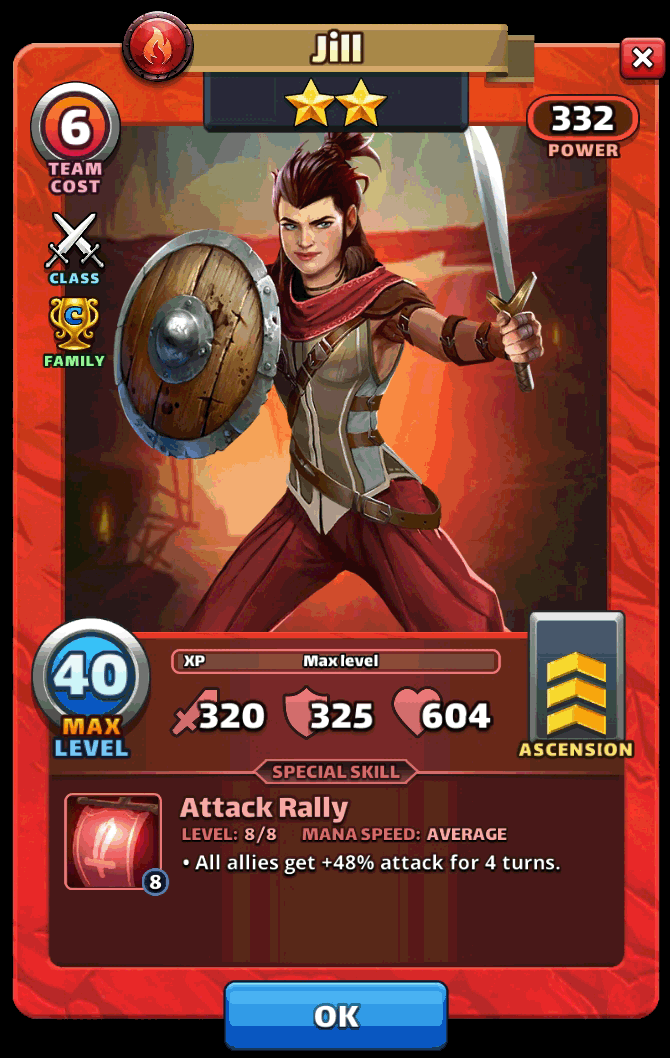 Jill
6
TEAM
COST
332
POWER
CLASS
C
FAMILY
40
MAX
LEVEL
XP Max level
320 325 604
ASCENSION
SPECIAL SKILL
Attack Rally
LEVEL: 8/8 MANA SPEED: AVERAGE
• All allies get +48% attack for 4 turns.
8
OK